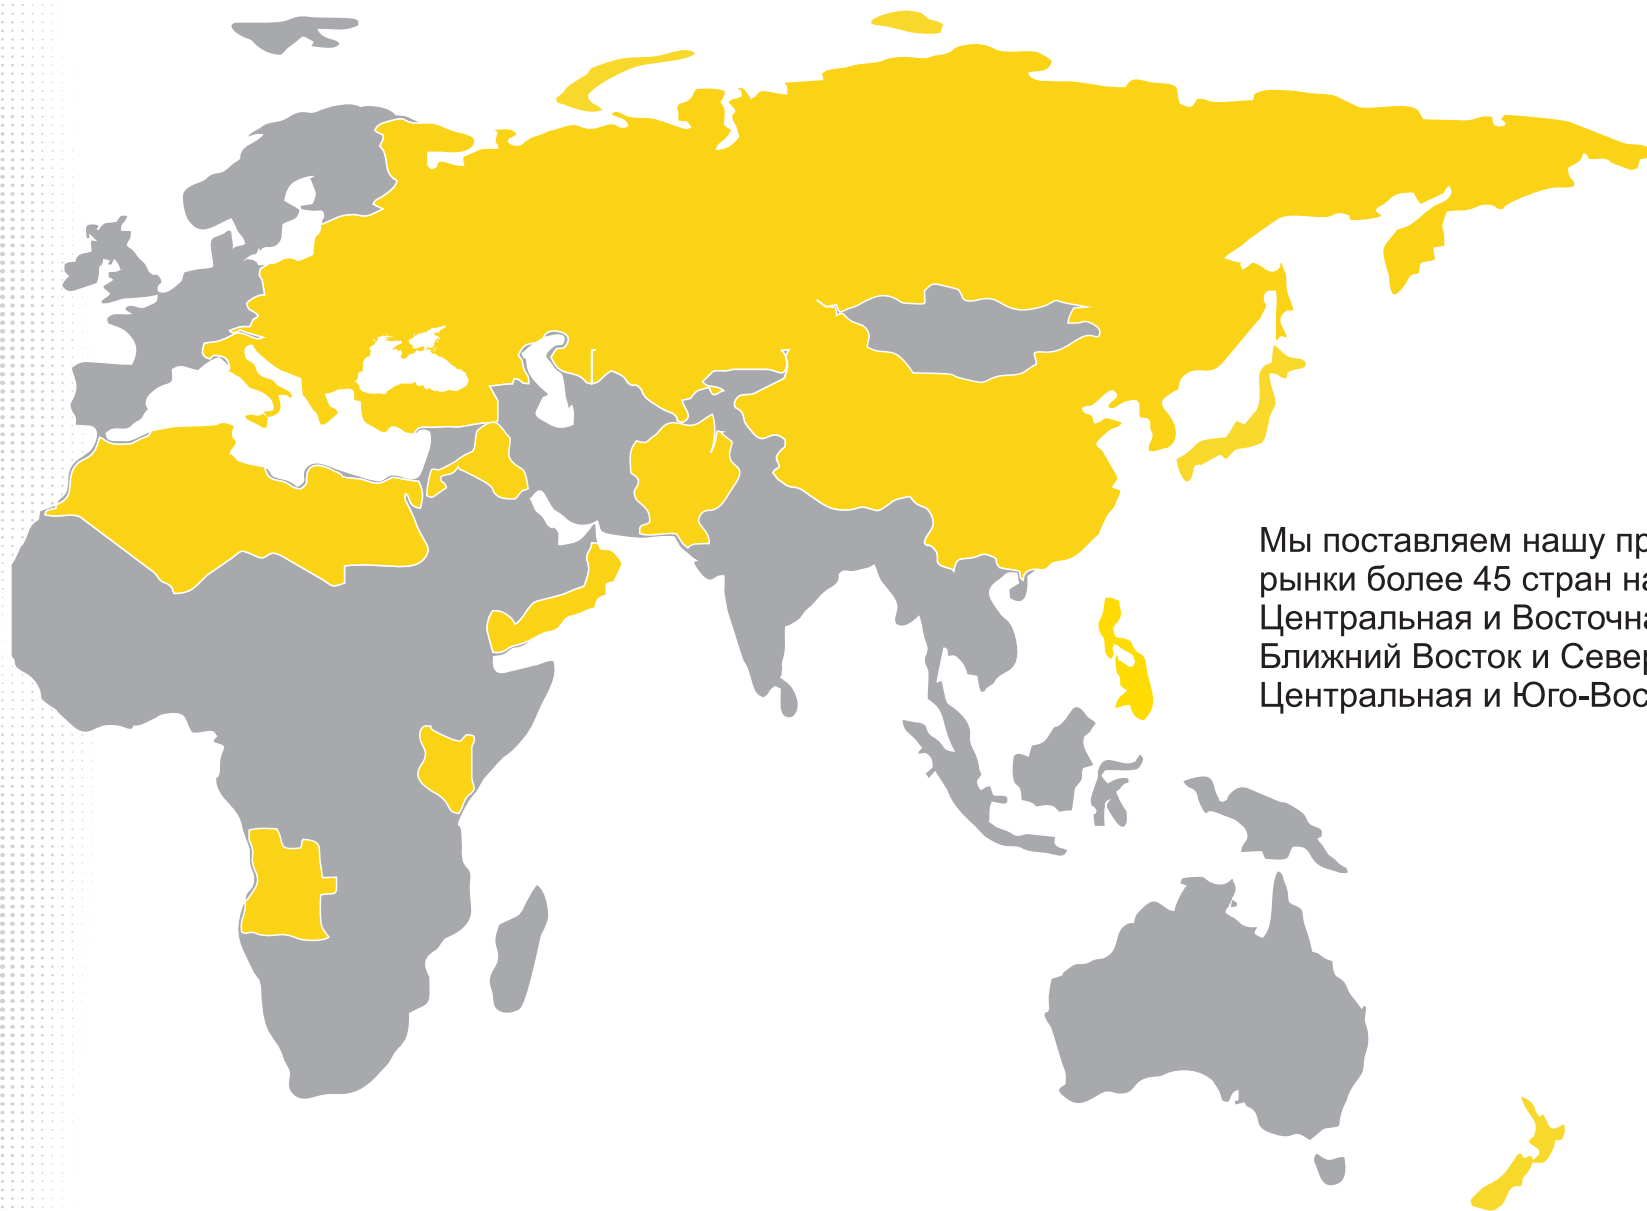 Мы поставляем нашу пр
рынки более 45 стран на
Центральная и Восточна
Ближний Восток и Север
Центральная и Юго-Вос